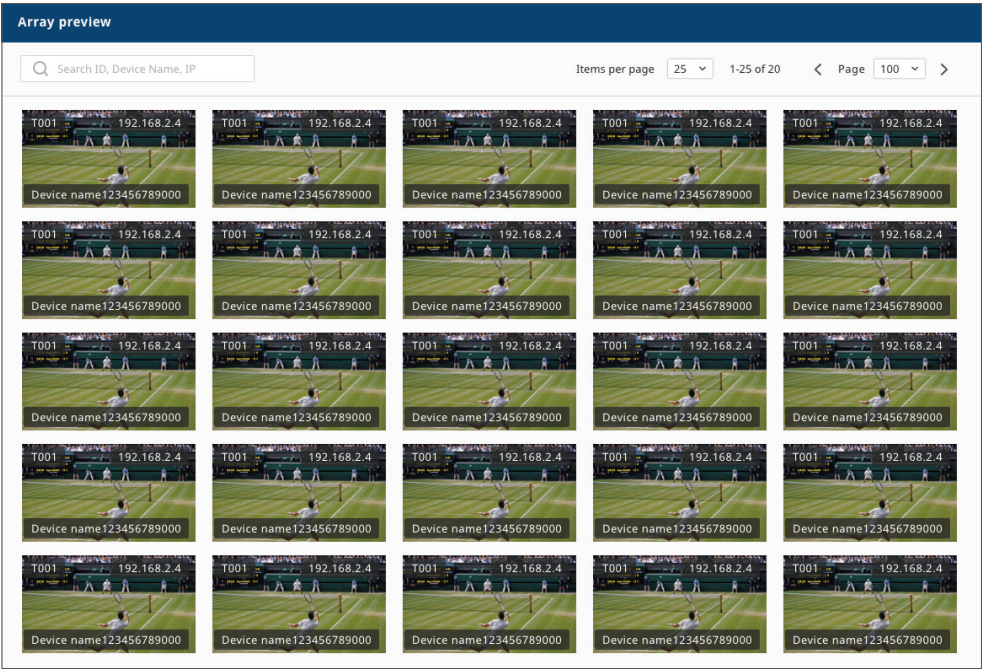 Array preview
Search ID, Device Name, IP Items per page 25 1-25 of 20 Page 100
T001 192.168.2.4 T001 192.168.2.4 T001 192.168.2.4 T001 192.168.2.4 T001 192.168.2.4
Device name123456789000 Device name123456789000 Device name123456789000 Device name123456789000 Device name123456789000
T001 192.168.2.4 T001 192.168.2.4 T001 192.168.2.4 T001 192.168.2.4 T001 192.168.2.4
Device name123456789000 Device name123456789000 Device name123456789000 Device name123456789000 Device name123456789000
T001 192.168.2.4 T001 192.168.2.4 T001 192.168.2.4 T001 192.168.2.4 T001 192.168.2.4
Device name123456789000 Device name123456789000 Device name123456789000 Device name123456789000 Device name123456789000
T001 192.168.2.4 T001 192.168.2.4 T001 192.168.2.4 T001 192.168.2.4 T001 192.168.2.4
Device name123456789000 Device name123456789000 Device name123456789000 Device name123456789000 Device name123456789000
T001 192.168.2.4 T001 192.168.2.4 T001 192.168.2.4 T001 192.168.2.4 T001 192.168.2.4
Device name123456789000 Device name123456789000 Device name123456789000 Device name123456789000 Device name123456789000